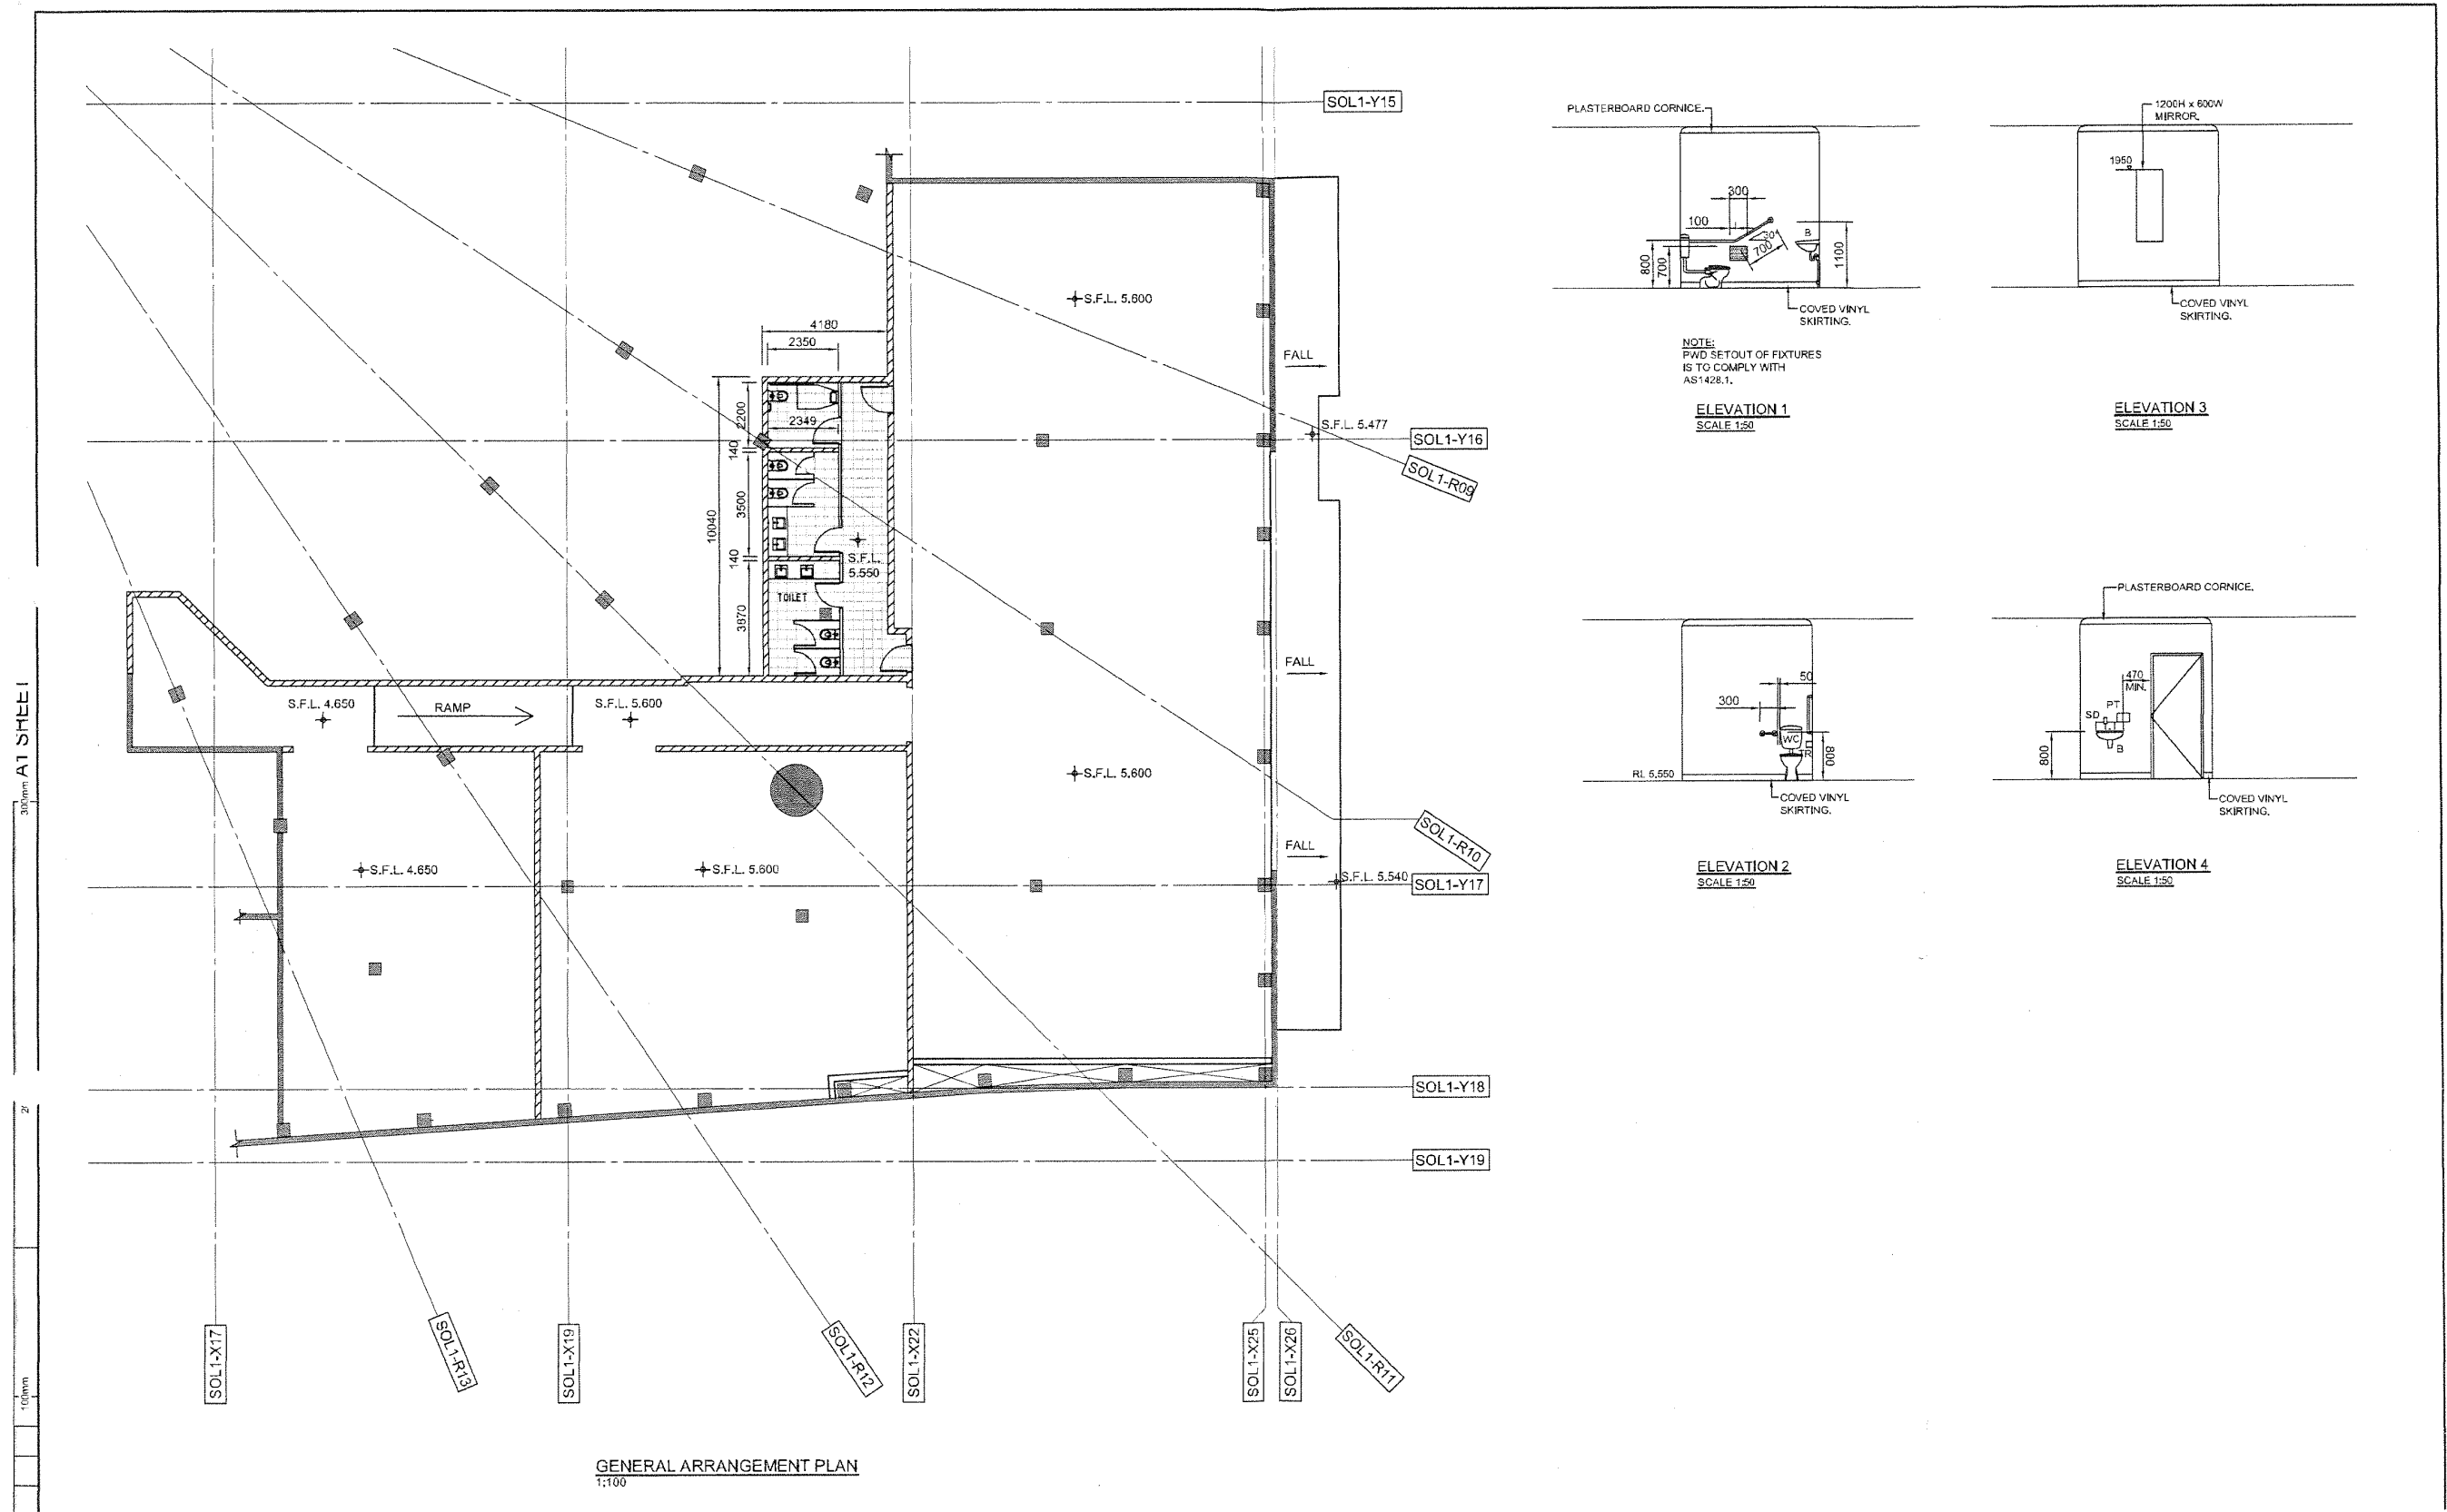 SOL1-Y15
S.F.L. 5.600
4180
2350
FALL
2200
2349
S.F.L. 5.477
SOL1-Y16
140
SOL1-R09
3500
10040
140
S.F.L.
5.550
TOILET
3870
S.F.L. 4.650
RAMP
S.F.L. 5.600
FALL
S.F.L. 5.600
SOL1-R10
FALL
S.F.L. 4.650
S.F.L. 5.600
S.F.L. 5.540
SOL1-Y17
SOL1-Y18
SOL1-Y19
SOL1-X17
SOL1-R13
SOL1-X19
SOL1-R12
SOL1-X22
SOL1-X25
SOL1-X26
SOL1-R11
GENERAL ARRANGEMENT PLAN
1:100
PLASTERBOARD CORNICE.
300
100
30°
700
B
800
700
1100
COVED VINYL
SKIRTING.
NOTE:
PWD SETOUT OF FIXTURES
IS TO COMPLY WITH
AS1428.1.
ELEVATION 1
SCALE 1:50
1200H x 600W
MIRROR.
1950
COVED VINYL
SKIRTING.
ELEVATION 3
SCALE 1:50
50
300
WC
TR
800
RL 5.550
COVED VINYL
SKIRTING.
ELEVATION 2
SCALE 1:50
PLASTERBOARD CORNICE.
470
MIN.
PT
SD
B
800
COVED VINYL
SKIRTING.
ELEVATION 4
SCALE 1:50
A1 SHEET
300mm
100mm